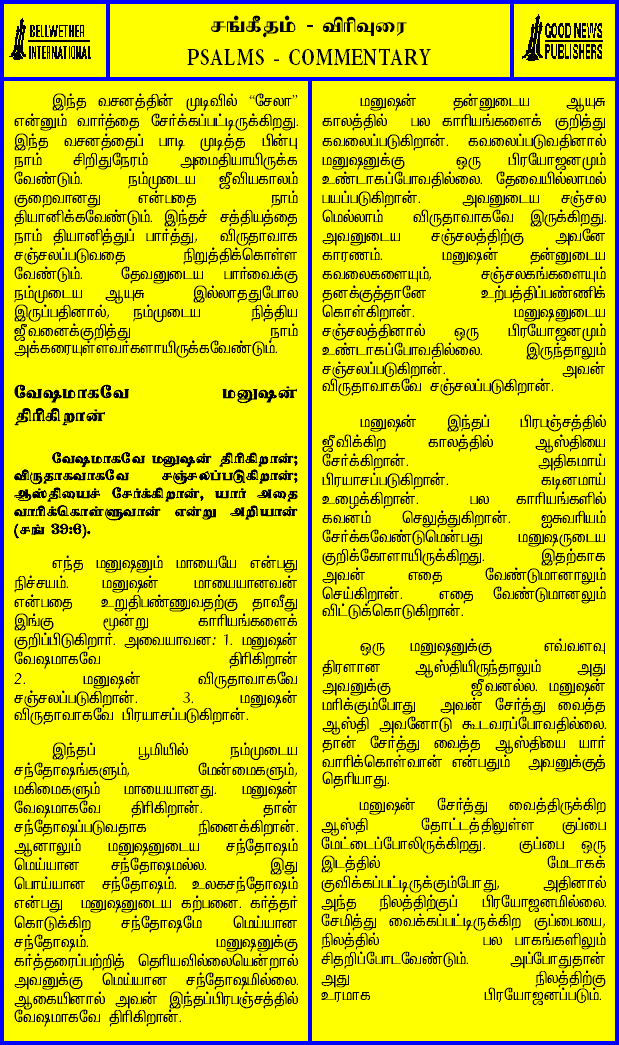 BELLWETHER
INTERNATIONAL
சங்கீதம் - விரிவுரை
PSALMS - COMMENTARY
GOOD NEWS
PUBLISHERS
இந்த வசனத்தின் முடிவில் “சேலா”
என்னும் வார்த்தை சேர்க்கப்பட்டிருக்கிறது.
இந்த வசனத்தைப் பாடி முடித்த பின்பு
நாம் சிறிதுநேரம் அமைதியாயிருக்க
வேண்டும். நம்முடைய ஜீவியகாலம்
குறைவானது என்பதை நாம்
தியானிக்கவேண்டும். இந்தச் சத்தியத்தை
நாம் தியானித்துப் பார்த்து, விருதாவாக
சஞ்சலப்படுவதை நிறுத்திக்கொள்ள
வேண்டும். தேவனுடைய பார்வைக்கு
நம்முடைய ஆயுசு இல்லாததுபோல
இருப்பதினால், நம்முடைய நித்திய
ஜீவனைக்குறித்து நாம்
அக்கரையுள்ளவர்களாயிருக்கவேண்டும்.
வேஷமாகவே மனுஷன்
திரிகிறான்
வேஷமாகவே மனுஷன் திரிகிறான்;
விருதாகவாகவே சஞ்சலப்படுகிறான்;
ஆஸ்தியைச் சேர்க்கிறான், யார் அதை
வாரிக்கொள்ளுவான் என்று அறியான்
(சங் 39:6).
எந்த மனுஷனும் மாயையே என்பது
நிச்சயம். மனுஷன் மாயையானவன்
என்பதை உறுதிபண்ணுவதற்கு தாவீது
இங்கு மூன்று காரியங்களைக்
குறிப்பிடுகிறார். அவையாவன: 1. மனுஷன்
வேஷமாகவே திரிகிறான்
2. மனுஷன் விருதாவாகவே
சஞ்சலப்படுகிறான். 3. மனுஷன்
விருதாவாகவே பிரயாசப்படுகிறான்.
இந்தப் பூமியில் நம்முடைய
சந்தோஷங்களும், மேன்மைகளும்,
மகிமைகளும் மாயையானது. மனுஷன்
வேஷமாகவே திரிகிறான். தான்
சந்தோஷப்படுவதாக நினைக்கிறான்.
ஆனாலும் மனுஷனுடைய சந்தோஷம்
மெய்யான சந்தோஷமல்ல. இது
பொய்யான சந்தோஷம். உலகசந்தோஷம்
என்பது மனுஷனுடைய கற்பனை. கர்த்தர்
கொடுக்கிற சந்தோஷமே மெய்யான
சந்தோஷம். மனுஷனுக்கு
கர்த்தரைப்பற்றித் தெரியவில்லையென்றால்
அவனுக்கு மெய்யான சந்தோஷமில்லை.
ஆகையினால் அவன் இந்தப்பிரபஞ்சத்தில்
வேஷமாகவே திரிகிறான்.
மனுஷன் தன்னுடைய ஆயுசு
காலத்தில் பல காரியங்களைக் குறித்து
கவலைப்படுகிறான். கவலைப்படுவதினால்
மனுஷனுக்கு ஒரு பிரயோஜனமும்
உண்டாகப்போவதில்லை. தேவையில்லாமல்
பயப்படுகிறான். அவனுடைய சஞ்சல
மெல்லாம் விருதாவாகவே இருக்கிறது.
அவனுடைய சஞ்சலத்திற்கு அவனே
காரணம். மனுஷன் தன்னுடைய
கவலைகளையும், சஞ்சலகங்களையும்
தனக்குத்தானே உற்பத்திப்பண்ணிக்
கொள்கிறான். மனுஷனுடைய
சஞ்சலத்தினால் ஒரு பிரயோஜனமும்
உண்டாகப்போவதில்லை. இருந்தாலும்
சஞ்சலப்படுகிறான். அவன்
விருதாவாகவே சஞ்சலப்படுகிறான்.
மனுஷன் இந்தப் பிரபஞ்சத்தில்
ஜீவிக்கிற காலத்தில் ஆஸ்தியை
சேர்க்கிறான். அதிகமாய்
பிரயாசப்படுகிறான். கடினமாய்
உழைக்கிறான். பல காரியங்களில்
கவனம் செலுத்துகிறான். ஐசுவரியம்
சேர்க்கவேண்டுமென்பது மனுஷருடைய
குறிக்கோளாயிருக்கிறது. இதற்காக
அவன் எதை வேண்டுமானாலும்
செய்கிறான். எதை வேண்டுமானலும்
விட்டுக்கொடுகிறான்.
ஒரு மனுஷனுக்கு எவ்வளவு
திரளான ஆஸ்தியிருந்தாலும் அது
அவனுக்கு ஜீவனல்ல. மனுஷன்
மரிக்கும்போது அவன் சேர்த்து வைத்த
ஆஸ்தி அவனோடு கூடவரப்போவதில்லை.
தான் சேர்த்து வைத்த ஆஸ்தியை யார்
வாரிக்கொள்வான் என்பதும் அவனுக்குத்
தெரியாது.
மனுஷன் சேர்த்து வைத்திருக்கிற
ஆஸ்தி தோட்டத்திலுள்ள குப்பை
மேட்டைப்போலிருக்கிறது. குப்பை ஒரு
இடத்தில் மேடாகக்
குவிக்கப்பட்டிருக்கும்போது, அதினால்
அந்த நிலத்திற்குப் பிரயோஜனமில்லை.
சேமித்து வைக்கப்பட்டிருக்கிற குப்பையை,
நிலத்தில் பல பாகங்களிலும்
சிதறிப்போடவேண்டும். அப்போதுதான்
அது நிலத்திற்கு
உரமாக பிரயோஜனப்படும்.